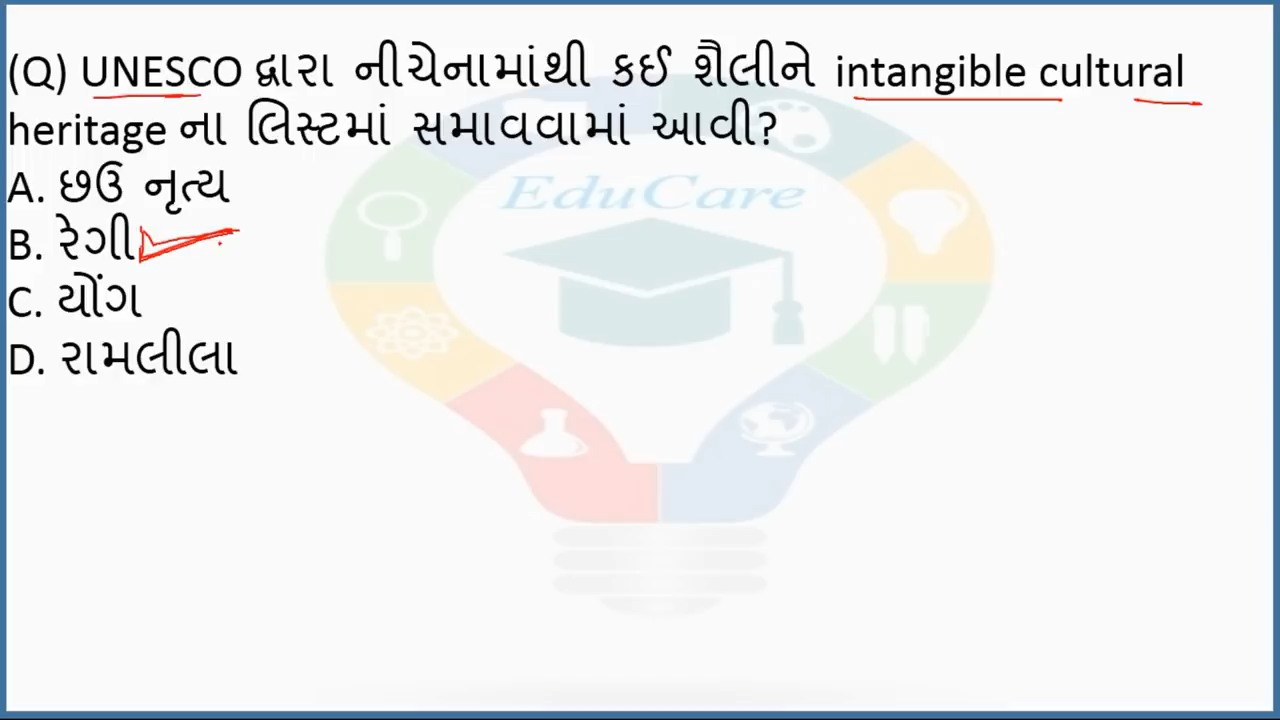 (Q) UNESCO દ્વારા નીચેનામાંથી કઈ શૈલીને intangible cultural
heritage ના લિસ્ટમાં સમાવવામાં આવી?
A. છઉ નૃત્ય
B. રેગી
C. યોંગ
D. રામલીલા
EduCare